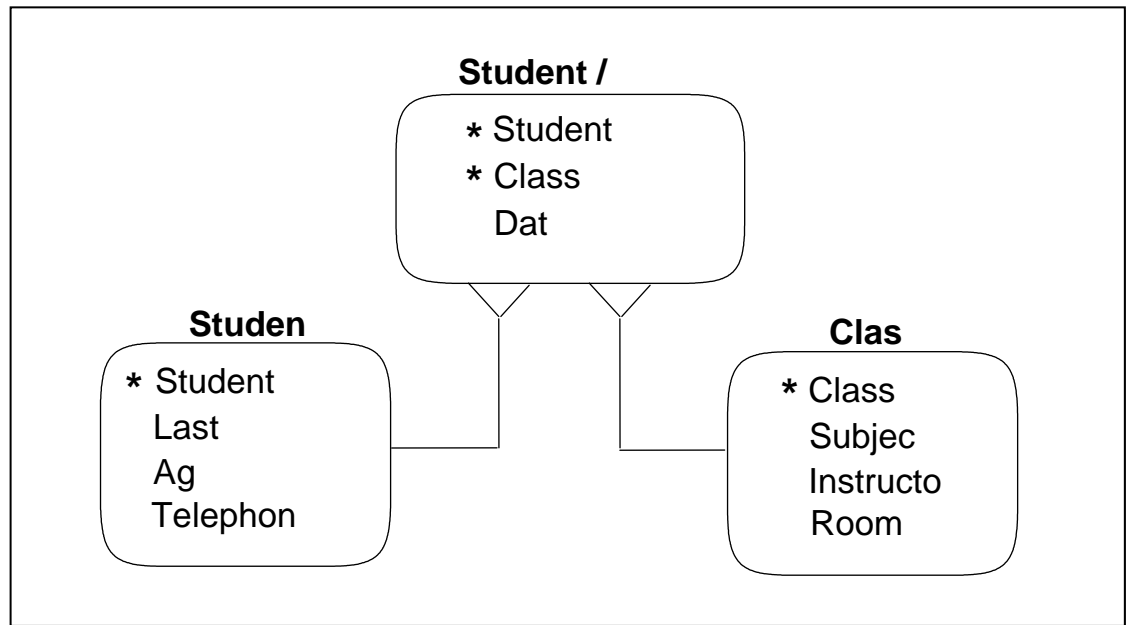 Student /
* Student
* Class
Dat
Studen
* Student
Last
Ag
Telephon
Clas
* Class
Subjec
Instructo
Room